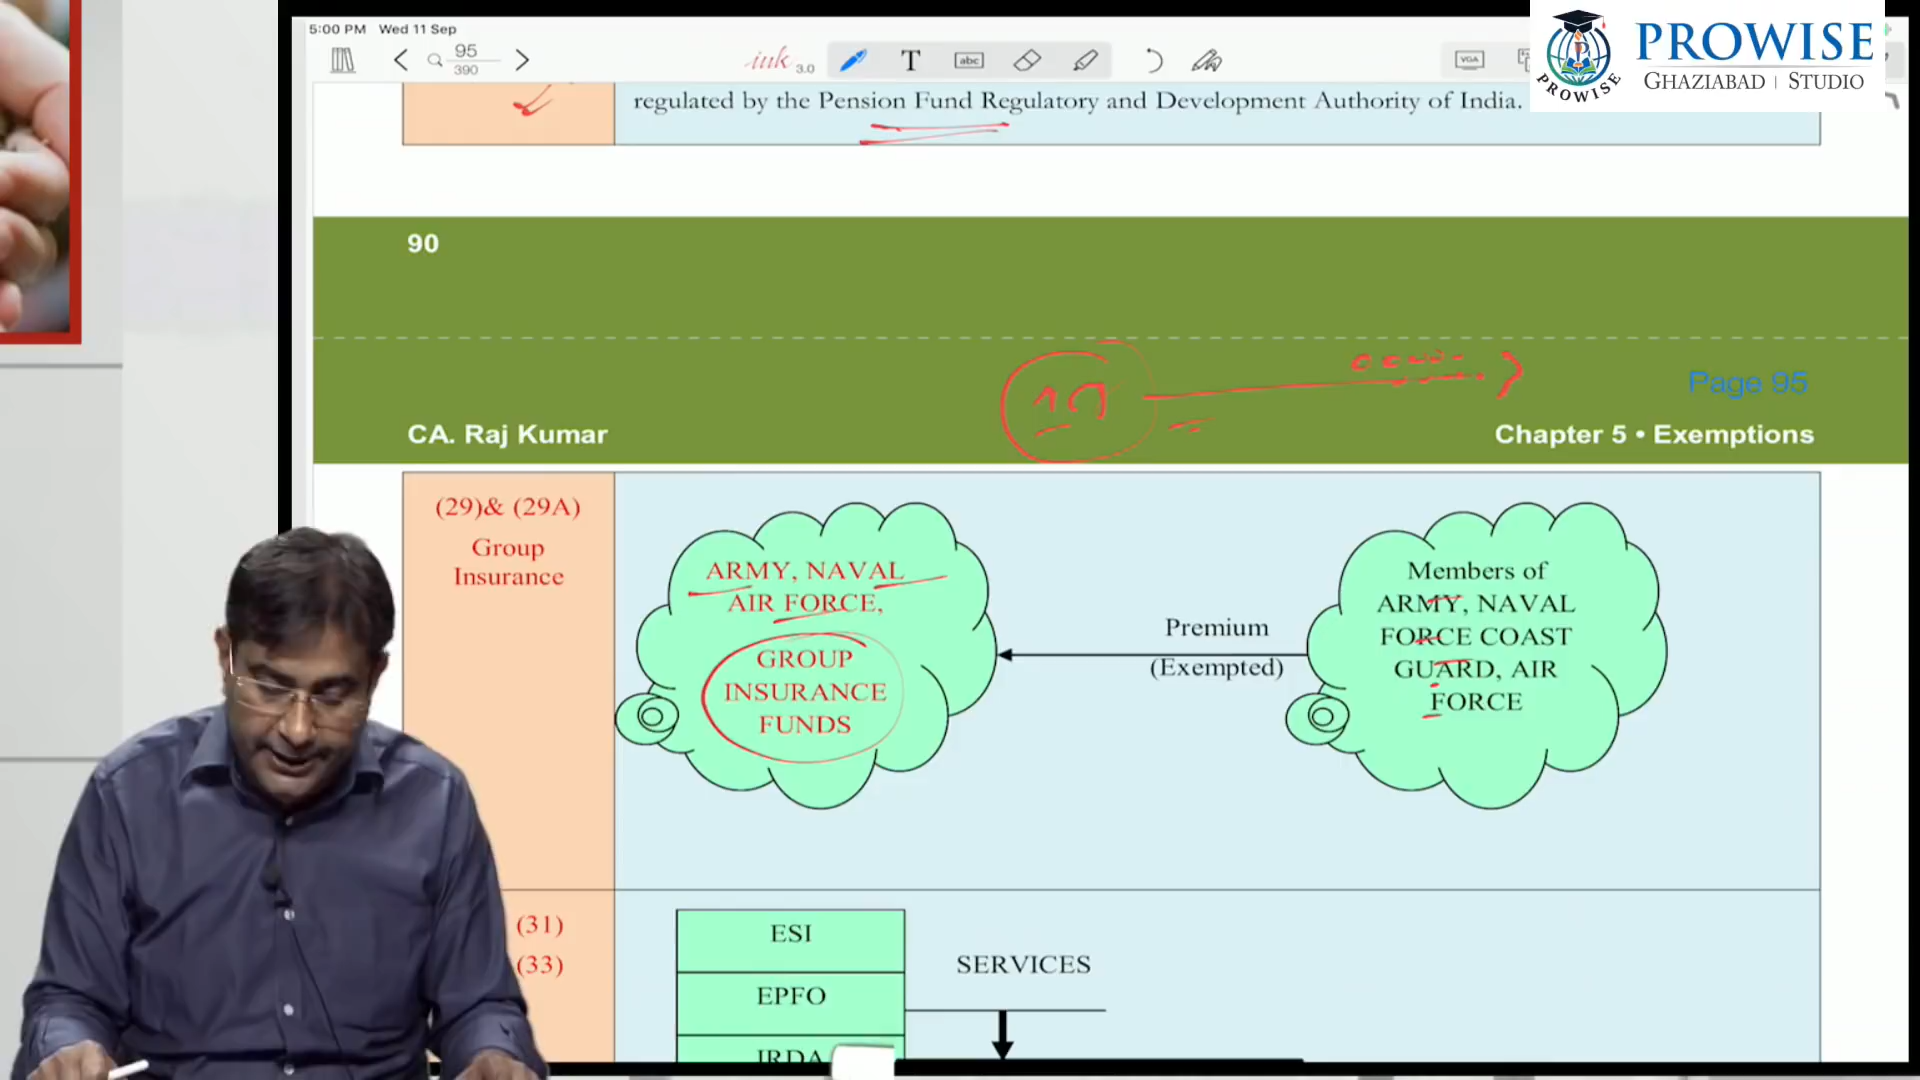 5:00 PM Wed 11 Sep
95
390
ink 3.0
T
abc
VGA
PROWISE
GHAZIABAD | STUDIO
PROWISE
regulated by the Pension Fund Regulatory and Development Authority of India.
90
Page 95
CA. Raj Kumar
Chapter 5 • Exemptions
(29)& (29A)
Group
Insurance
ARMY, NAVAL
AIR FORCE,
GROUP
INSURANCE
FUNDS
Premium
(Exempted)
Members of
ARMY, NAVAL
FORCE COAST
GUARD, AIR
FORCE
(31)
(33)
ESI
EPFO
IRDA
SERVICES